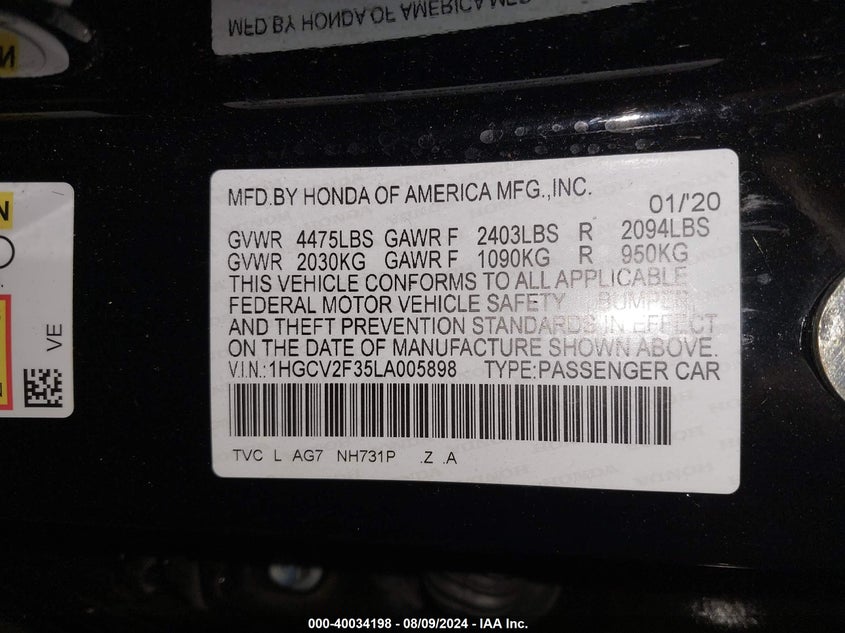 MFD BY HONDA OF AMERICA MFG
N
MFD.BY HONDA OF AMERICA MFG.,INC.
01/'20
GVWR 4475LBS GAWR F 2403LBS R 2094LBS
GVWR 2030KG GAWR F 1090KG R 950KG
THIS VEHICLE CONFORMS TO ALL APPLICABLE
FEDERAL MOTOR VEHICLE SAFETY BUMPER
AND THEFT PREVENTION STANDARDS IN EFFECT
ON THE DATE OF MANUFACTURE SHOWN ABOVE.
V.I.N.:1HGCV2F35LA005898 TYPE:PASSENGER CAR
TVC L AG7 NH731P .Z .A
N
VE
000-40034198 - 08/09/2024 - IAA Inc.